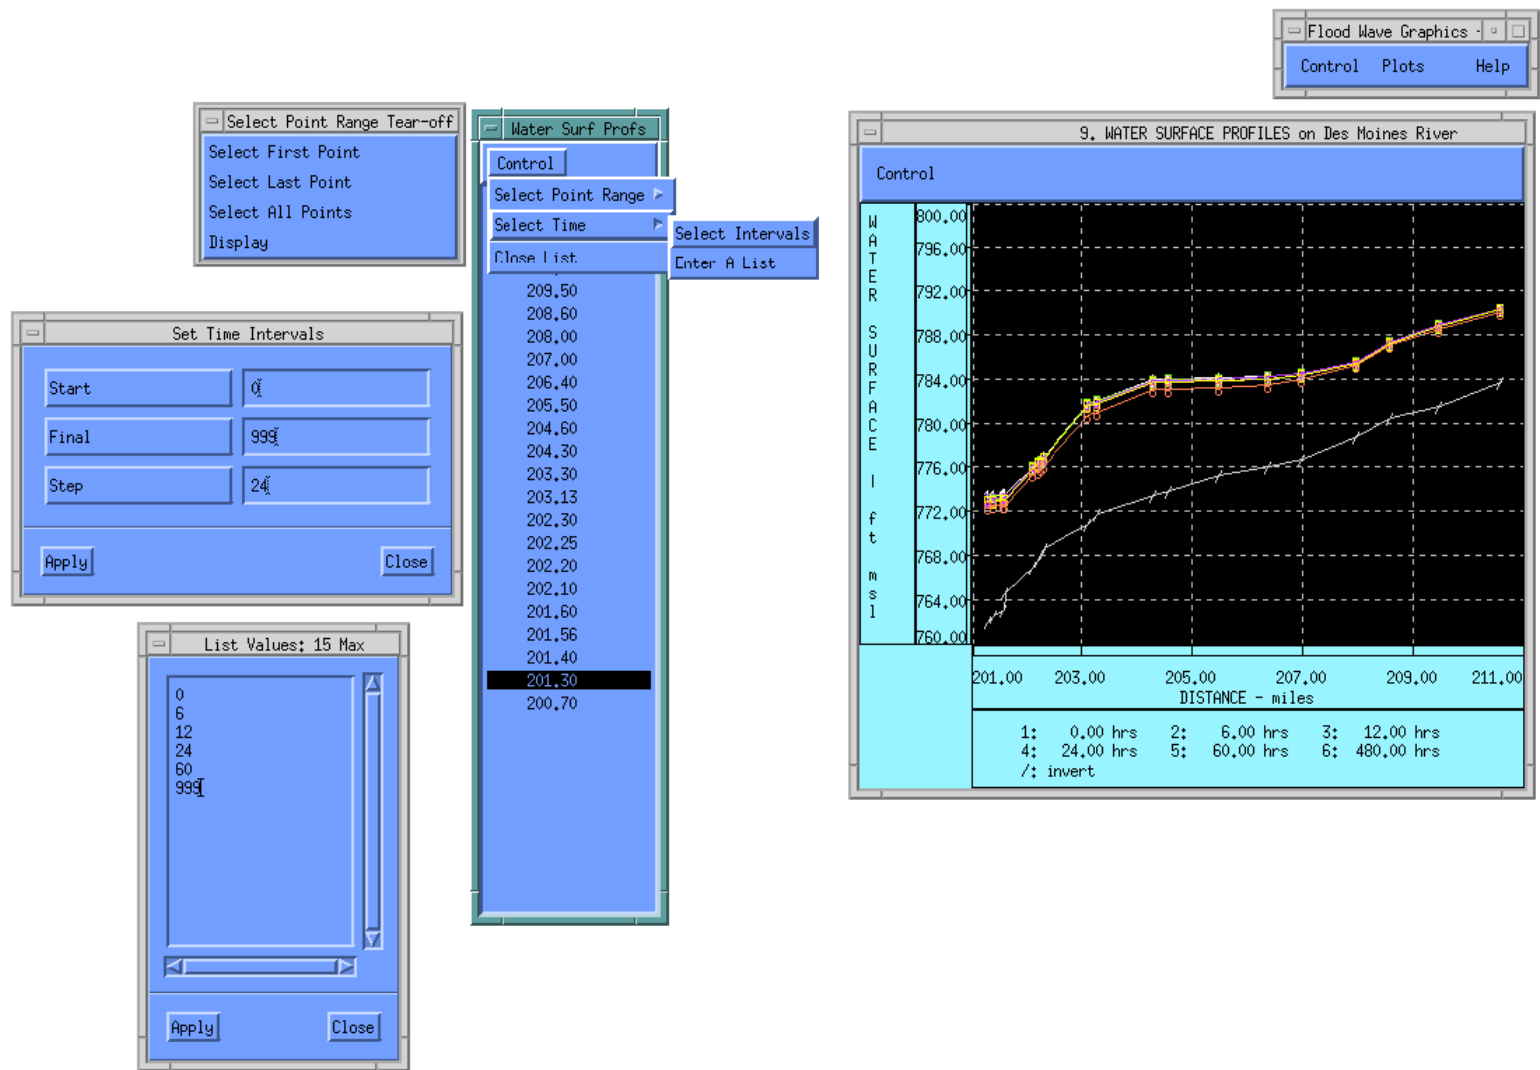 Flood Wave Graphics -
Control Plots Help
Select Point Range Tear-off
Select First Point
Select Last Point
Select All Points
Display
Water Surf Profs
Control
Select Point Range
Select Time
Close List
Select Intervals
Enter A List
209.50
208.60
208.00
207.00
206.40
205.50
204.60
204.30
203.30
203.13
202.30
202.25
202.20
202.10
201.60
201.56
201.40
201.30
200.70
Set Time Intervals
Start 0
Final 999
Step 24
Apply Close
List Values: 15 Max
0
6
12
24
60
999
Apply Close
9. WATER SURFACE PROFILES on Des Moines River
Control
WATER SURFACE | ft msl
800.00
796.00
792.00
788.00
784.00
780.00
776.00
772.00
768.00
764.00
760.00
201.00 203.00 205.00 207.00 209.00 211.00
DISTANCE - miles
1: 0.00 hrs 2: 6.00 hrs 3: 12.00 hrs
4: 24.00 hrs 5: 60.00 hrs 6: 480.00 hrs
/: invert